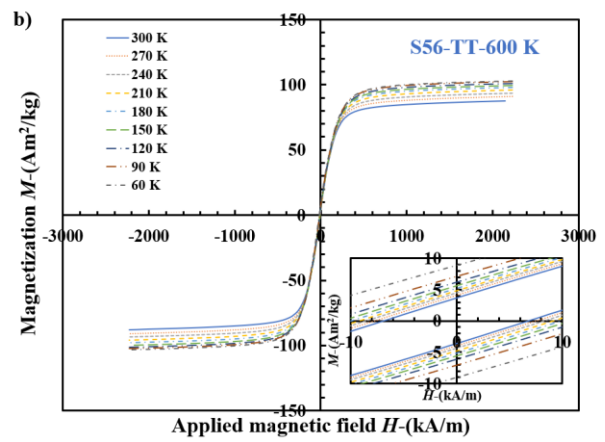 b)
150
S56-TT-600 K
300 K
270 K
240 K
210 K
180 K
150 K
120 K
90 K
60 K
100
50
0
-3000
-1000
0
1000
2000
3000
-50
-100
-150
Magnetization M-(Am²/kg)
Applied magnetic field H-(kA/m)
10
5
0
-5
-10
-10
0
10
M-(Am²/kg)
H-(kA/m)